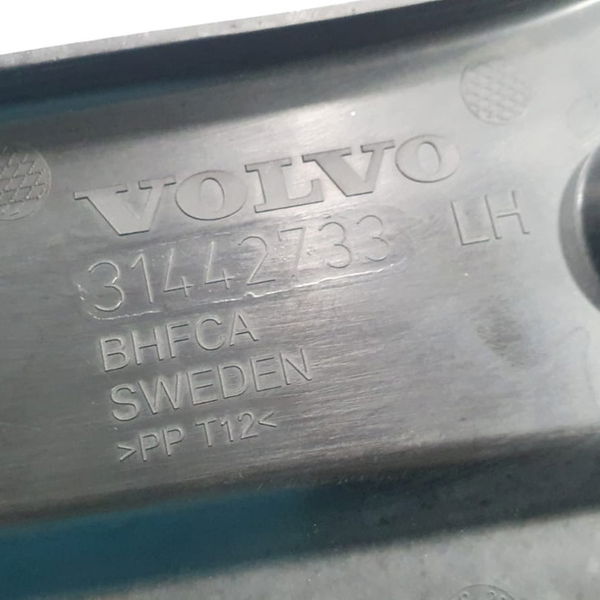 VOLVO
31442733 LH
BHFCA
SWEDEN
>PP T12<